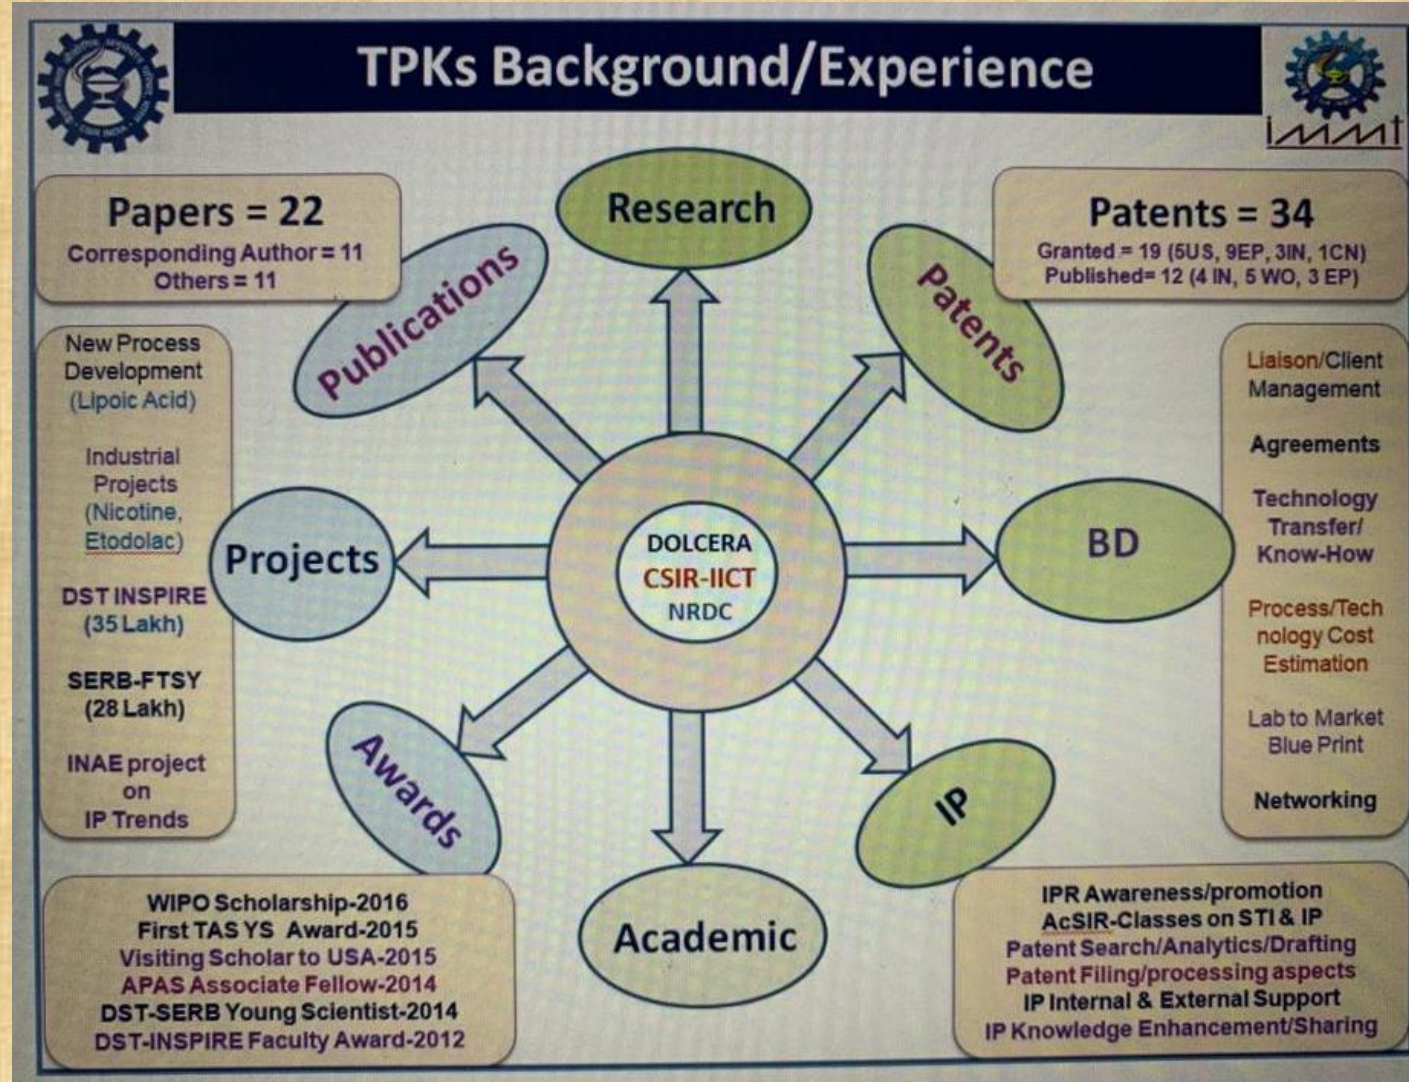 TPKs Background/Experience
immt
Papers = 22
Corresponding Author = 11
Others = 11
Research
Patents = 34
Granted = 19 (5US, 9EP, 3IN, 1CN)
Published= 12 (4 IN, 5 WO, 3 EP)
Publications
Patents
New Process
Development
(Lipoic Acid)
Industrial
Projects
(Nicotine,
Etodolac)
DST INSPIRE
(35 Lakh)
SERB-FTSY
(28 Lakh)
INAE project
on
IP Trends
Projects
DOLCERA
CSIR-IICT
NRDC
BD
Liaison/Client
Management
Agreements
Technology
Transfer/
Know-How
Process/Tech
nology Cost
Estimation
Lab to Market
Blue Print
Networking
Awards
Academic
IP
WIPO Scholarship-2016
First TAS YS Award-2015
Visiting Scholar to USA-2015
APAS Associate Fellow-2014
DST-SERB Young Scientist-2014
DST-INSPIRE Faculty Award-2012
IPR Awareness/promotion
AcSIR-Classes on STI & IP
Patent Search/Analytics/Drafting
Patent Filing/processing aspects
IP Internal & External Support
IP Knowledge Enhancement/Sharing